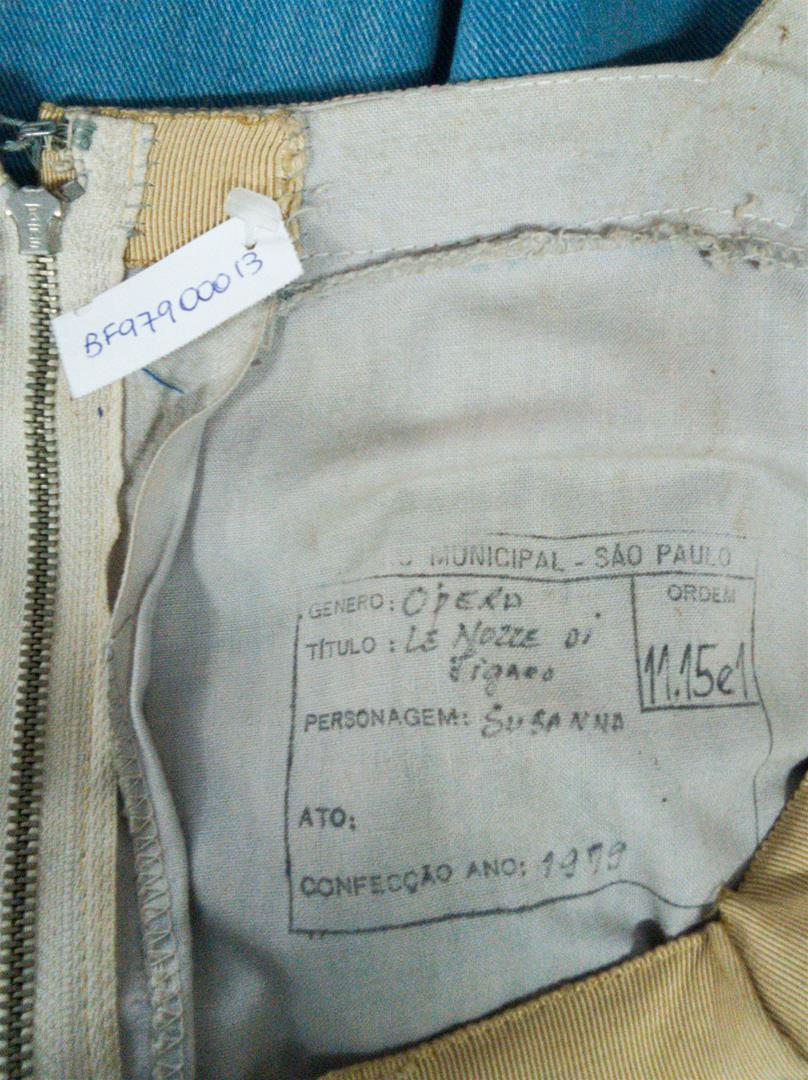 BF97900013
MUNICIPAL - SÃO PAULO
GENERO: OPERA
ORDEM
TÍTULO: LE NOZZE DI
FIGARO
11.15e1
PERSONAGEM: SUSANNA
ATO:
CONFECÇÃO ANO: 1979